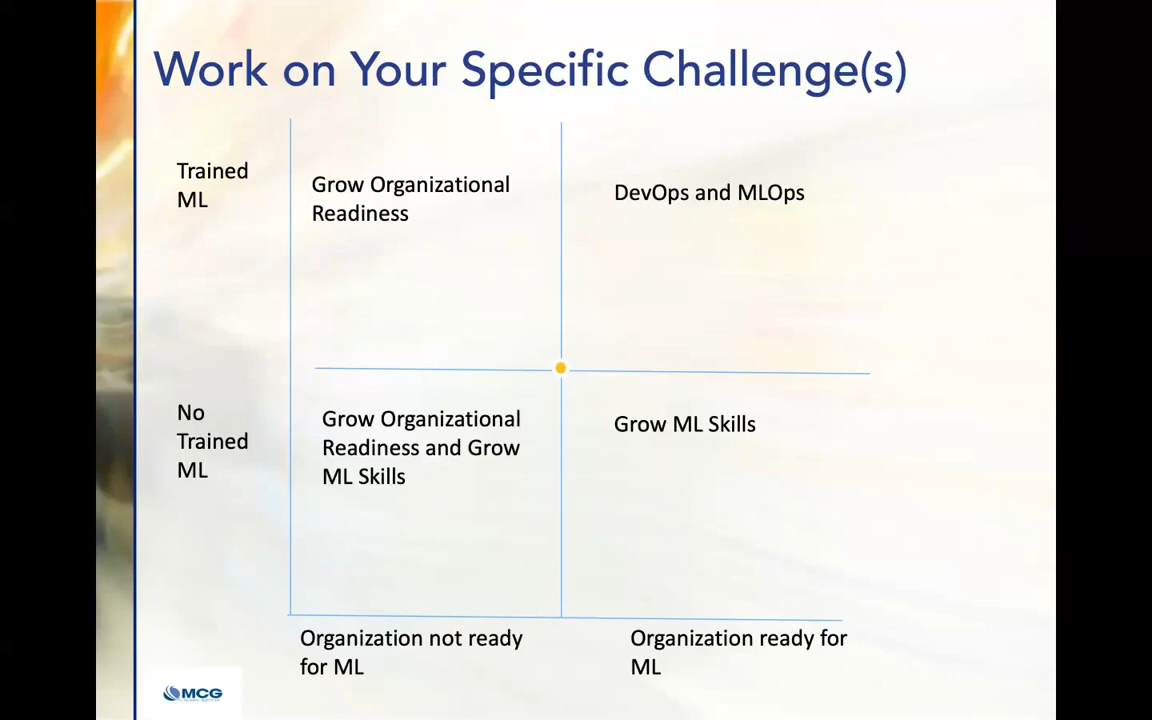 Work on Your Specific Challenge(s)
Trained
ML
Grow Organizational
Readiness
DevOps and MLOps
No
Trained
ML
Grow Organizational
Readiness and Grow
ML Skills
Grow ML Skills
Organization not ready
for ML
Organization ready for
ML
MCG